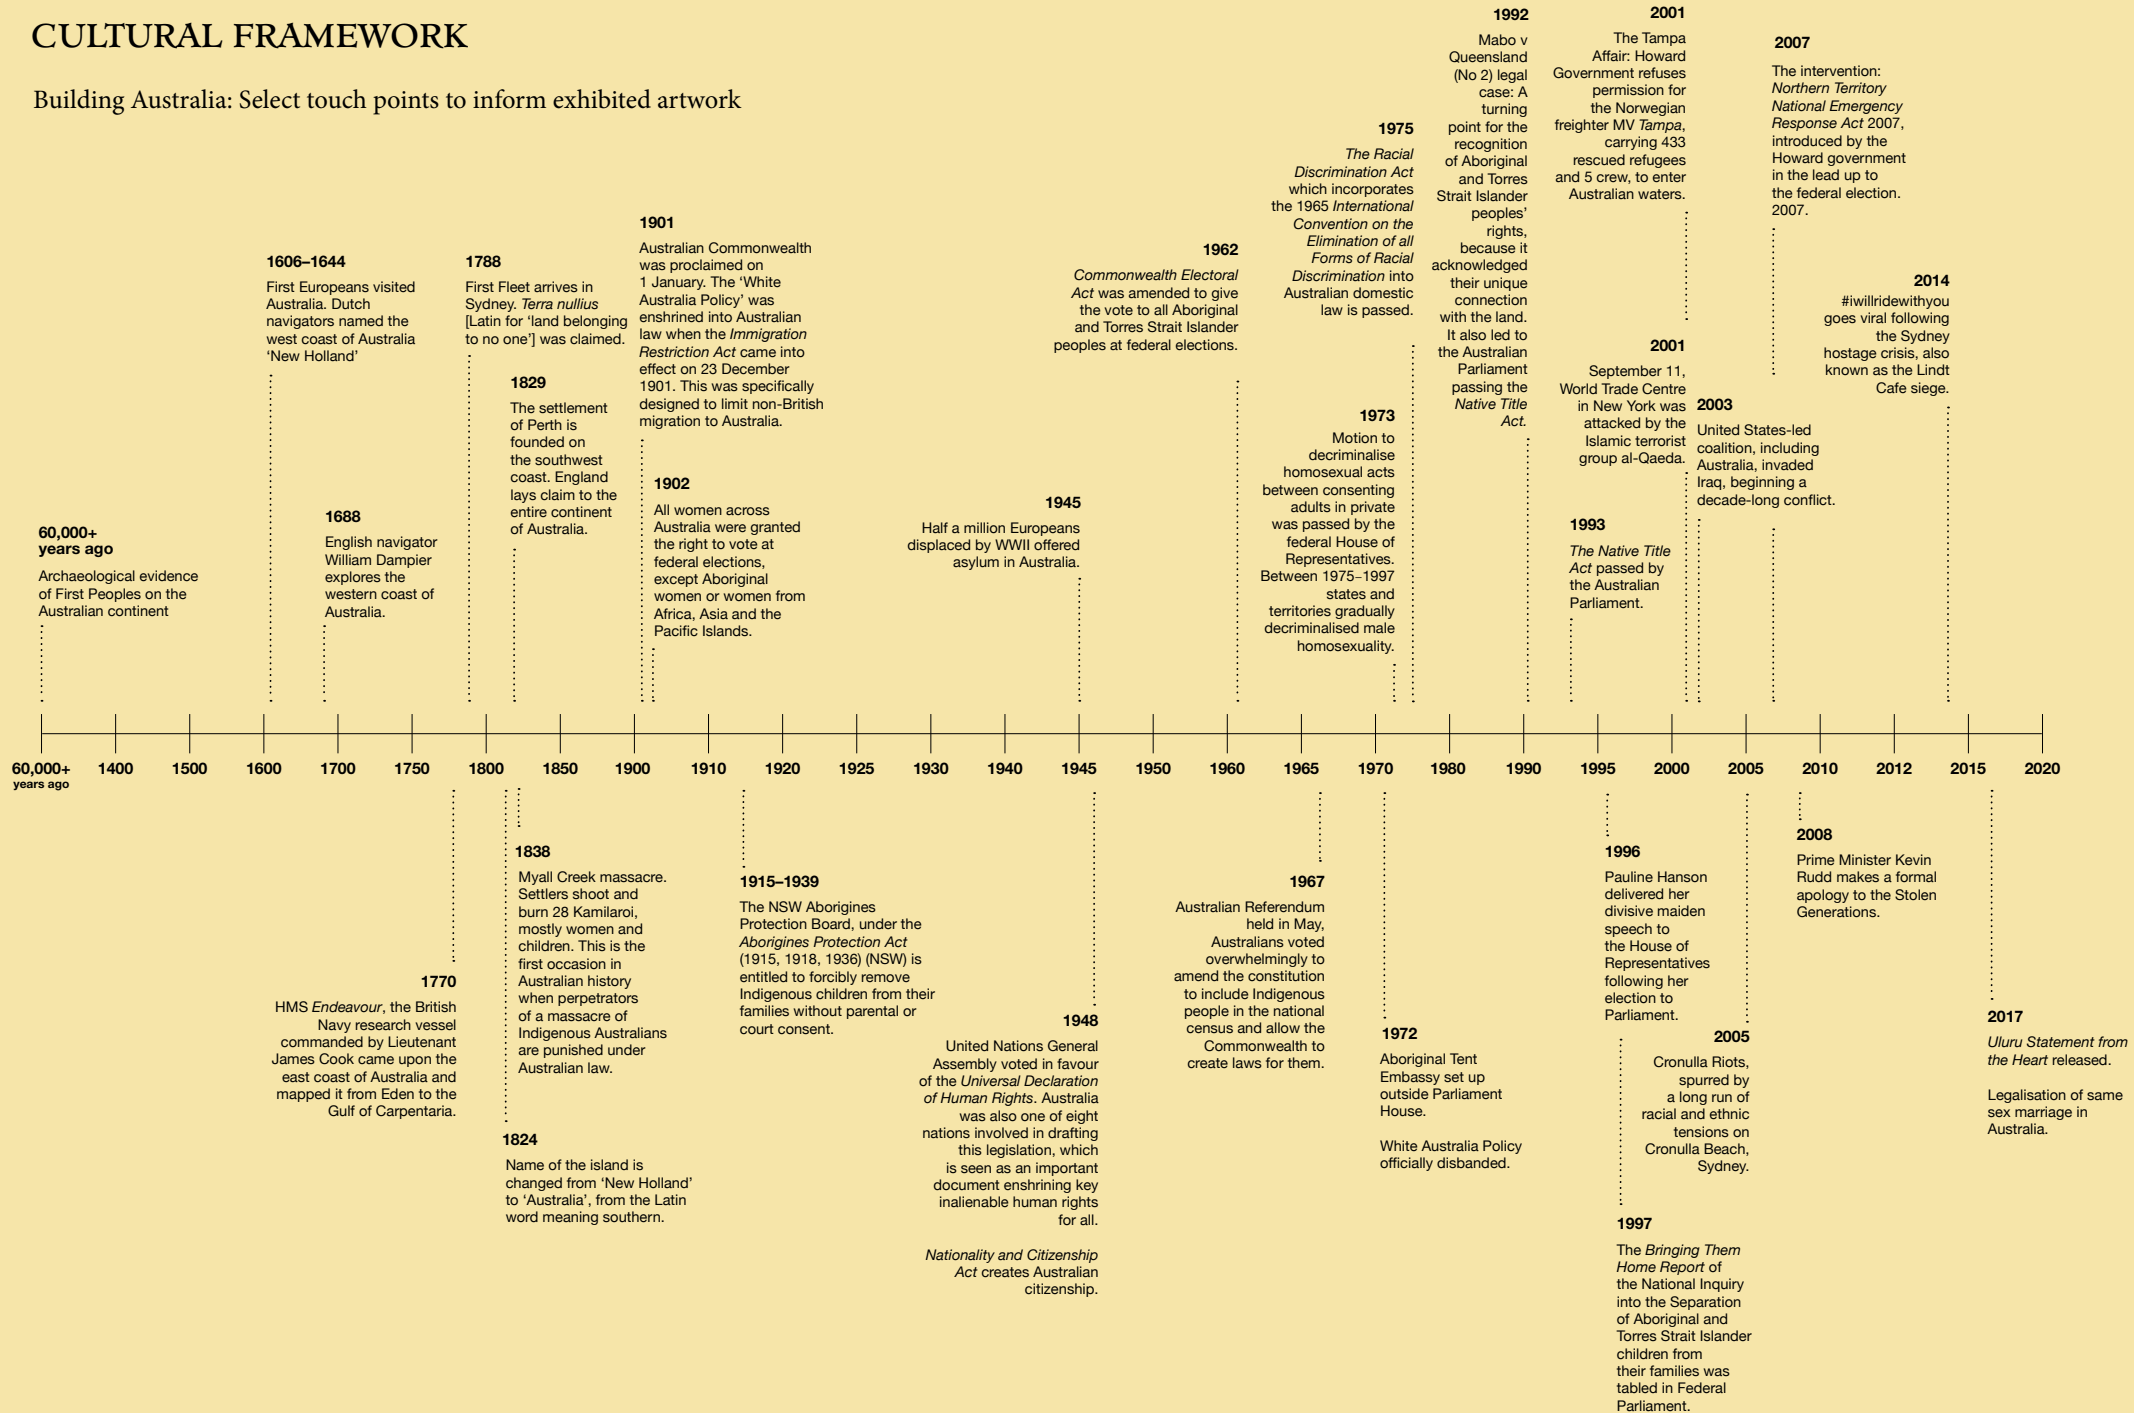 CULTURAL FRAMEWORK
Building Australia: Select touch points to inform exhibited artwork
60,000+
years ago
Archaeological evidence
of First Peoples on the
Australian continent
1606–1644
First Europeans visited
Australia. Dutch
navigators named the
west coast of Australia
‘New Holland’
1688
English navigator
William Dampier
explores the
western coast of
Australia.
1788
First Fleet arrives in
Sydney. Terra nullius
[Latin for ‘land belonging
to no one’] was claimed.
1829
The settlement
of Perth is
founded on
the southwest
coast. England
lays claim to the
entire continent
of Australia.
1901
Australian Commonwealth
was proclaimed on
1 January. The ‘White
Australia Policy’ was
enshrined into Australian
law when the Immigration
Restriction Act came into
effect on 23 December
1901. This was specifically
designed to limit non-British
migration to Australia.
1902
All women across
Australia were granted
the right to vote at
federal elections,
except Aboriginal
women or women from
Africa, Asia and the
Pacific Islands.
1945
Half a million Europeans
displaced by WWII offered
asylum in Australia.
1962
Commonwealth Electoral
Act was amended to give
the vote to all Aboriginal
and Torres Strait Islander
peoples at federal elections.
1973
Motion to
decriminalise
homosexual acts
between consenting
adults in private
was passed by the
federal House of
Representatives.
Between 1975–1997
states and
territories gradually
decriminalised male
homosexuality.
1975
The Racial
Discrimination Act
which incorporates
the 1965 International
Convention on the
Elimination of all
Forms of Racial
Discrimination into
Australian domestic
law is passed.
1992
Mabo v
Queensland
(No 2) legal
case: A
turning
point for the
recognition
of Aboriginal
and Torres
Strait Islander
peoples’
rights,
because it
acknowledged
their unique
connection
with the land.
It also led to
the Australian
Parliament
passing the
Native Title
Act.
1993
The Native Title
Act passed by
the Australian
Parliament.
2001
The Tampa
Affair: Howard
Government refuses
permission for
the Norwegian
freighter MV Tampa,
carrying 433
rescued refugees
and 5 crew, to enter
Australian waters.
2001
September 11,
World Trade Centre
in New York was
attacked by the
Islamic terrorist
group al-Qaeda.
2003
United States-led
coalition, including
Australia, invaded
Iraq, beginning a
decade-long conflict.
2007
The intervention:
Northern Territory
National Emergency
Response Act 2007,
introduced by the
Howard government
in the lead up to
the federal election.
2007.
2014
#iwillridewithyou
goes viral following
the Sydney
hostage crisis, also
known as the Lindt
Cafe siege.
60,000+ 1400 1500 1600 1700 1750 1800 1850 1900 1910 1920 1925 1930 1940 1945 1950 1960 1965 1970 1980 1990 1995 2000 2005 2010 2012 2015 2020
years ago
1770
HMS Endeavour, the British
Navy research vessel
commanded by Lieutenant
James Cook came upon the
east coast of Australia and
mapped it from Eden to the
Gulf of Carpentaria.
1824
Name of the island is
changed from ‘New Holland’
to ‘Australia’, from the Latin
word meaning southern.
1838
Myall Creek massacre.
Settlers shoot and
burn 28 Kamilaroi,
mostly women and
children. This is the
first occasion in
Australian history
when perpetrators
of a massacre of
Indigenous Australians
are punished under
Australian law.
1915–1939
The NSW Aborigines
Protection Board, under the
Aborigines Protection Act
(1915, 1918, 1936) (NSW) is
entitled to forcibly remove
Indigenous children from their
families without parental or
court consent.
1948
United Nations General
Assembly voted in favour
of the Universal Declaration
of Human Rights. Australia
was also one of eight
nations involved in drafting
this legislation, which
is seen as an important
document enshrining key
inalienable human rights
for all.
Nationality and Citizenship
Act creates Australian
citizenship.
1967
Australian Referendum
held in May,
Australians voted
overwhelmingly to
amend the constitution
to include Indigenous
people in the national
census and allow the
Commonwealth to
create laws for them.
1972
Aboriginal Tent
Embassy set up
outside Parliament
House.
White Australia Policy
officially disbanded.
1996
Pauline Hanson
delivered her
divisive maiden
speech to
the House of
Representatives
following her
election to
Parliament.
1997
The Bringing Them
Home Report of
the National Inquiry
into the Separation
of Aboriginal and
Torres Strait Islander
children from
their families was
tabled in Federal
Parliament.
2005
Cronulla Riots,
spurred by
a long run of
racial and ethnic
tensions on
Cronulla Beach,
Sydney.
2008
Prime Minister Kevin
Rudd makes a formal
apology to the Stolen
Generations.
2017
Uluru Statement from
the Heart released.
Legalisation of same
sex marriage in
Australia.